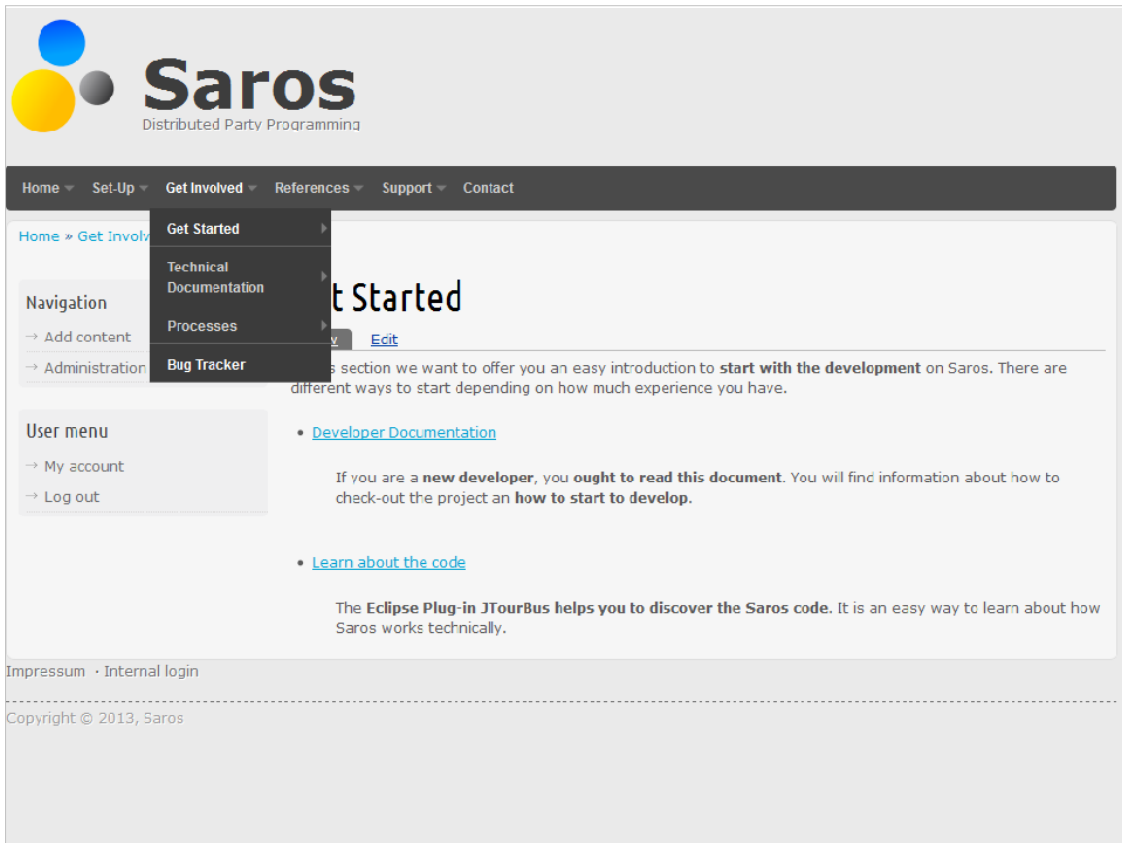 Saros
Distributed Party Programming
Home Set-Up Get Involved References Support Contact
Get Started
Technical
Documentation
Processes
Bug Tracker
Home » Get
Navigation
→ Add content
→ Administration
User menu
→ My account
→ Log out
Started
Edit
section we want to offer you an easy introduction to start with the development on Saros. There are
different ways to start depending on how much experience you have.
• Developer Documentation
If you are a new developer, you ought to read this document. You will find information about how to
check-out the project an how to start to develop.
• Learn about the code
The Eclipse Plug-in JTourBus helps you to discover the Saros code. It is an easy way to learn about how
Saros works technically.
Impressum · Internal login
Copyright © 2013, Saros